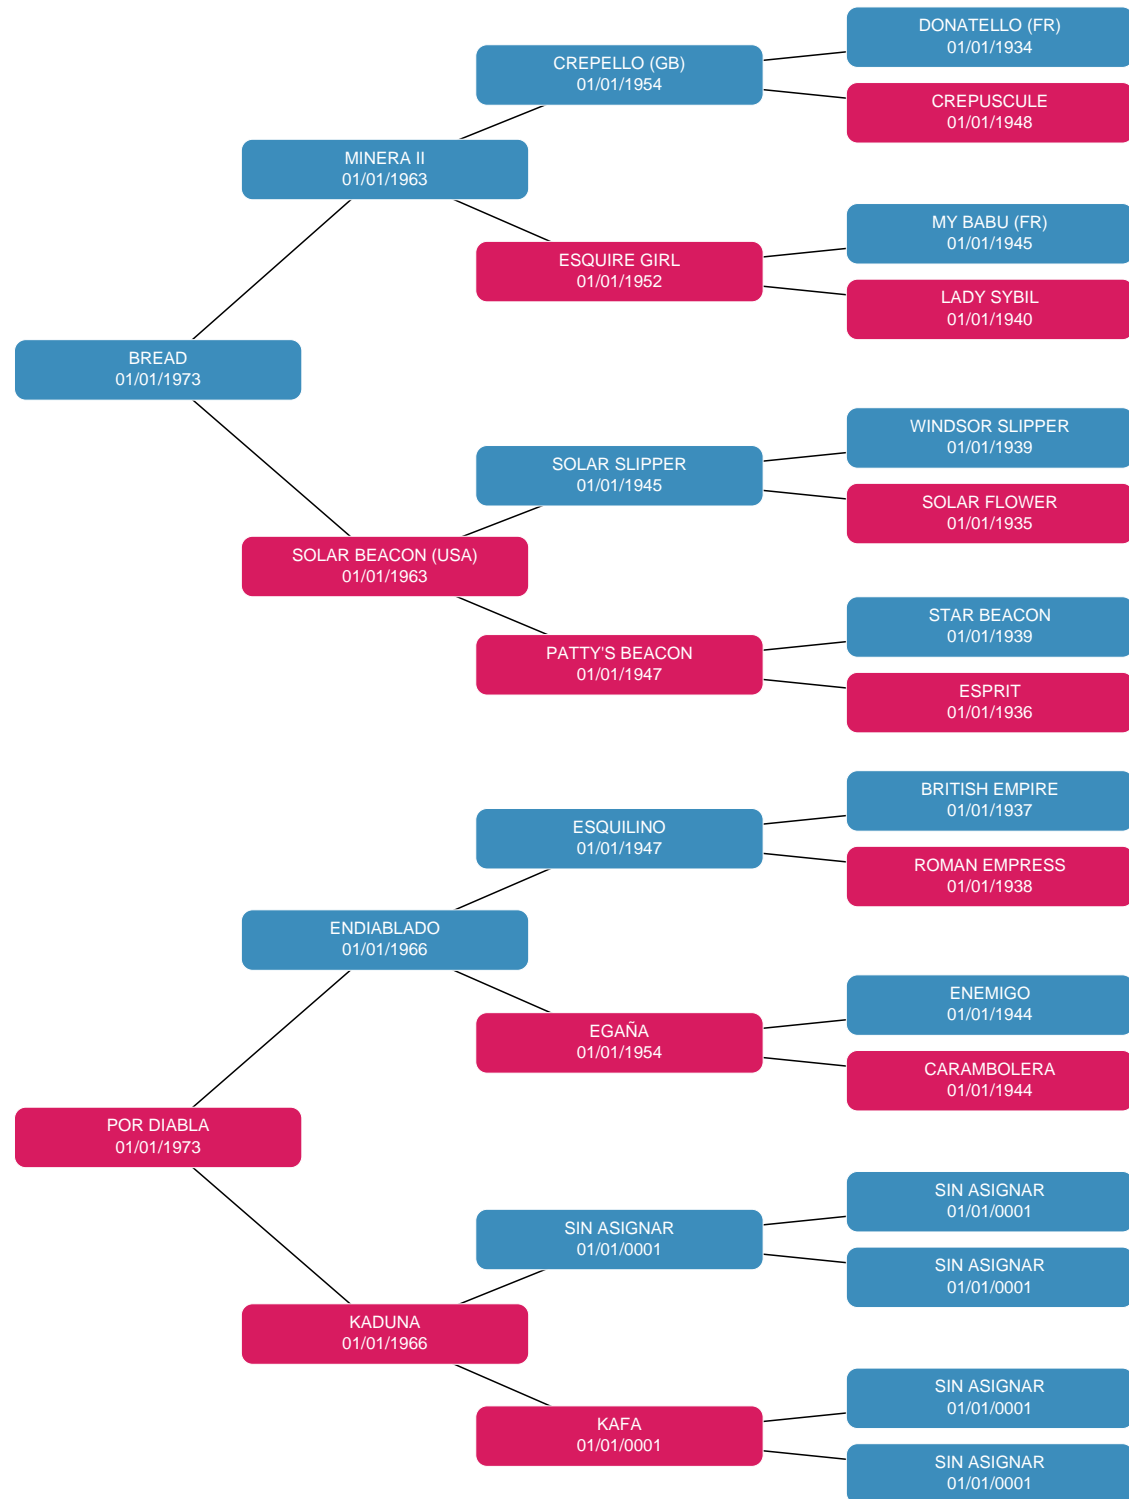 DONATELLO (FR)
01/01/1934
CREPELLO (GB)
01/01/1954
CREPUSCULE
01/01/1948
MINERA II
01/01/1963
MY BABU (FR)
01/01/1945
ESQUIRE GIRL
01/01/1952
LADY SYBIL
01/01/1940
BREAD
01/01/1973
WINDSOR SLIPPER
01/01/1939
SOLAR SLIPPER
01/01/1945
SOLAR FLOWER
01/01/1935
SOLAR BEACON (USA)
01/01/1963
STAR BEACON
01/01/1939
PATTY'S BEACON
01/01/1947
ESPRIT
01/01/1936
BRITISH EMPIRE
01/01/1937
ESQUILINO
01/01/1947
ROMAN EMPRESS
01/01/1938
ENDIABLADO
01/01/1966
ENEMIGO
01/01/1944
EGAÑA
01/01/1954
CARAMBOLERA
01/01/1944
POR DIABLA
01/01/1973
SIN ASIGNAR
01/01/0001
SIN ASIGNAR
01/01/0001
SIN ASIGNAR
01/01/0001
KADUNA
01/01/1966
SIN ASIGNAR
01/01/0001
KAFA
01/01/0001
SIN ASIGNAR
01/01/0001